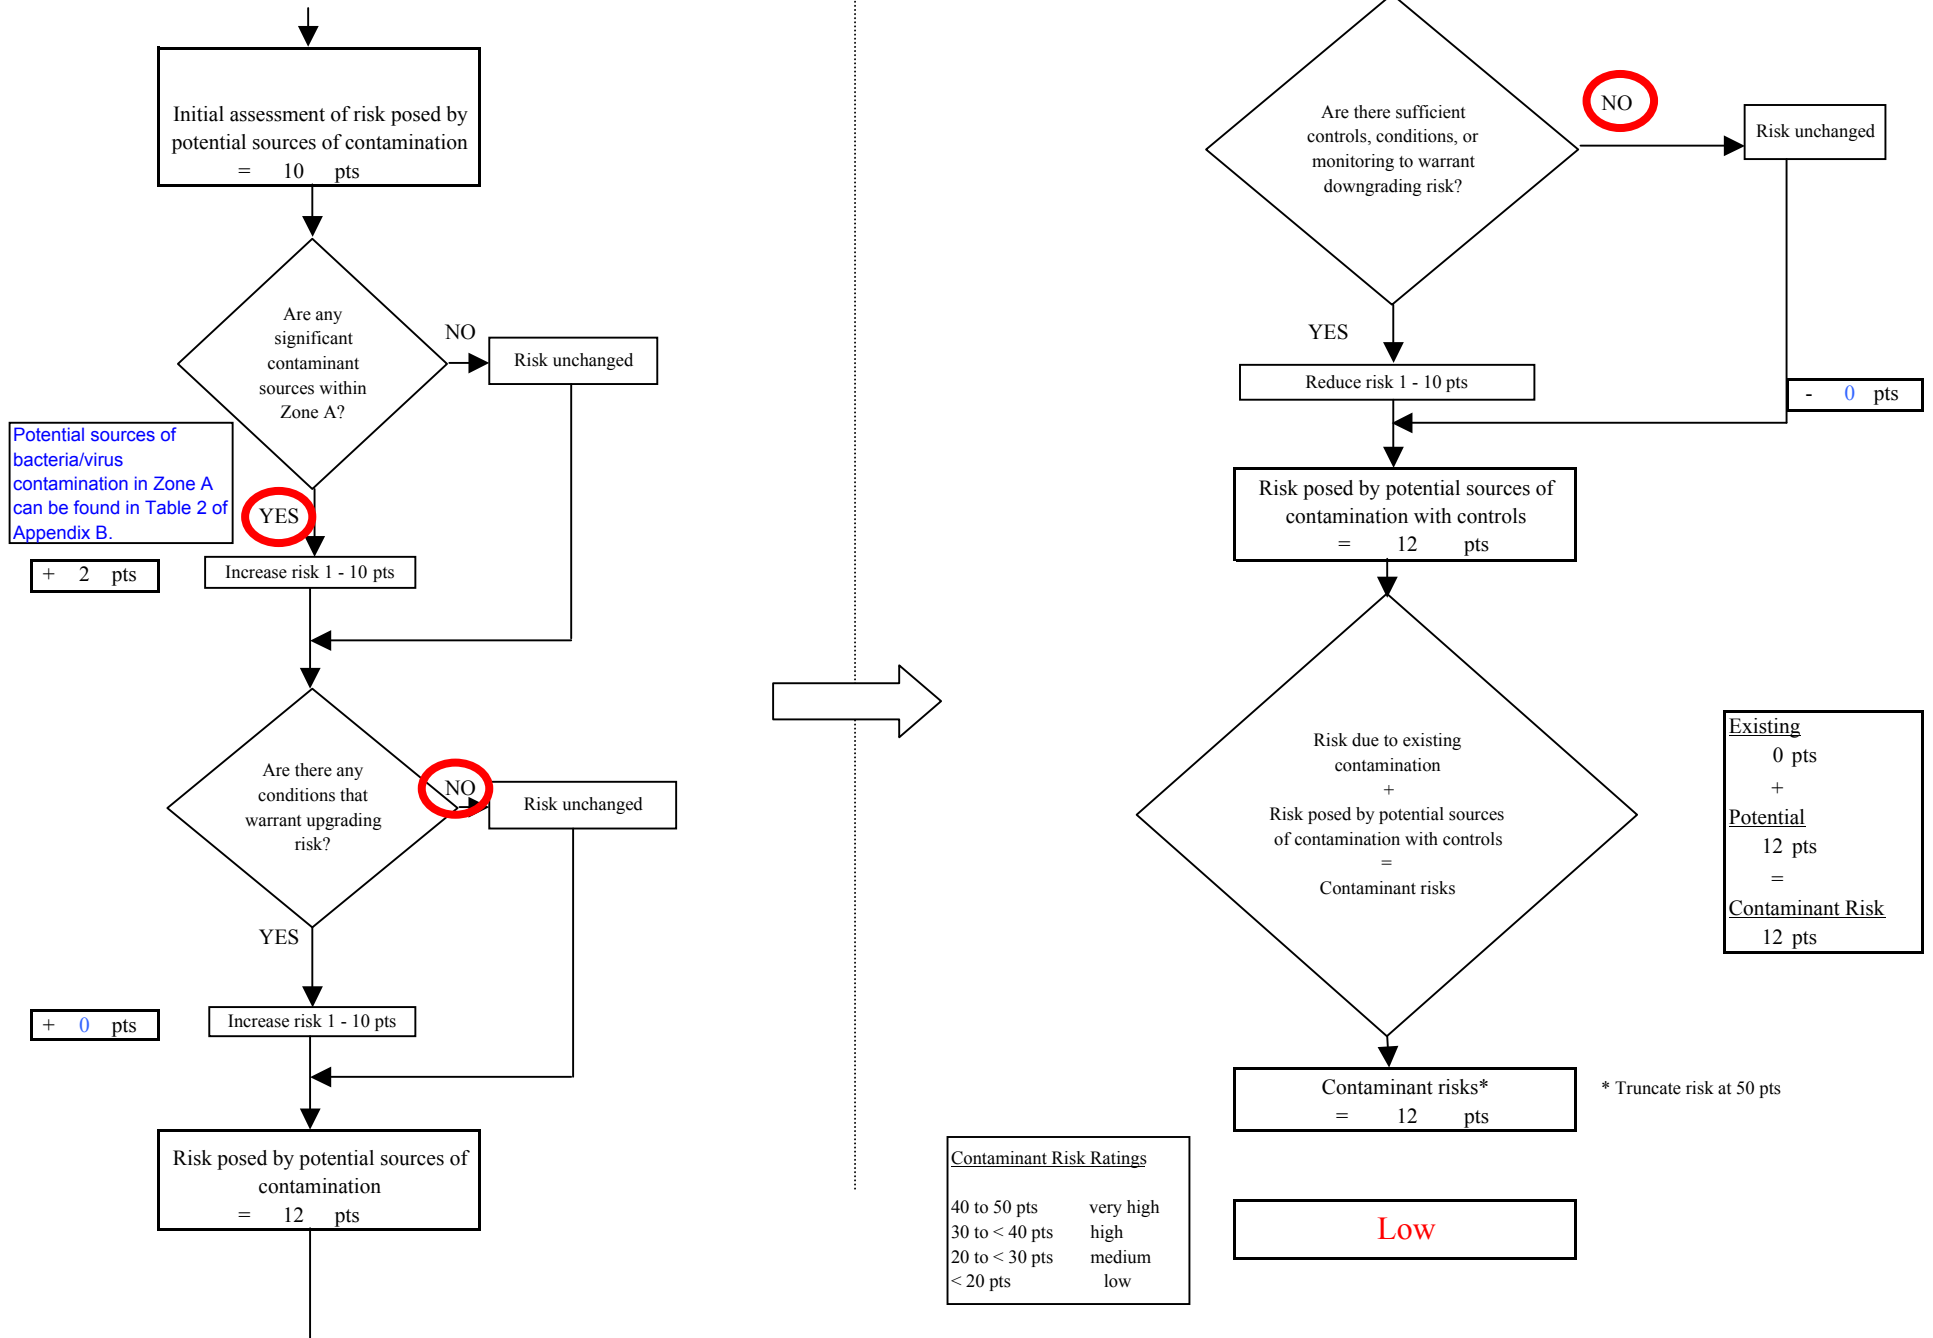 Initial assessment of risk posed by
potential sources of contamination
= 10 pts
Are any
significant
contaminant
sources within
Zone A?
NO
Risk unchanged
Potential sources of
bacteria/virus
contamination in Zone A
can be found in Table 2 of
Appendix B.
YES
+ 2 pts
Increase risk 1 - 10 pts
Are there any
conditions that
warrant upgrading
risk?
NO
Risk unchanged
YES
+ 0 pts
Increase risk 1 - 10 pts
Risk posed by potential sources of
contamination
= 12 pts
Are there sufficient
controls, conditions, or
monitoring to warrant
downgrading risk?
NO
Risk unchanged
YES
Reduce risk 1 - 10 pts
- 0 pts
Risk posed by potential sources of
contamination with controls
= 12 pts
Risk due to existing
contamination
+
Risk posed by potential sources
of contamination with controls
=
Contaminant risks
Existing
0 pts
+
Potential
12 pts
=
Contaminant Risk
12 pts
Contaminant risks*
= 12 pts
* Truncate risk at 50 pts
Contaminant Risk Ratings
40 to 50 pts very high
30 to < 40 pts high
20 to < 30 pts medium
< 20 pts low
Low